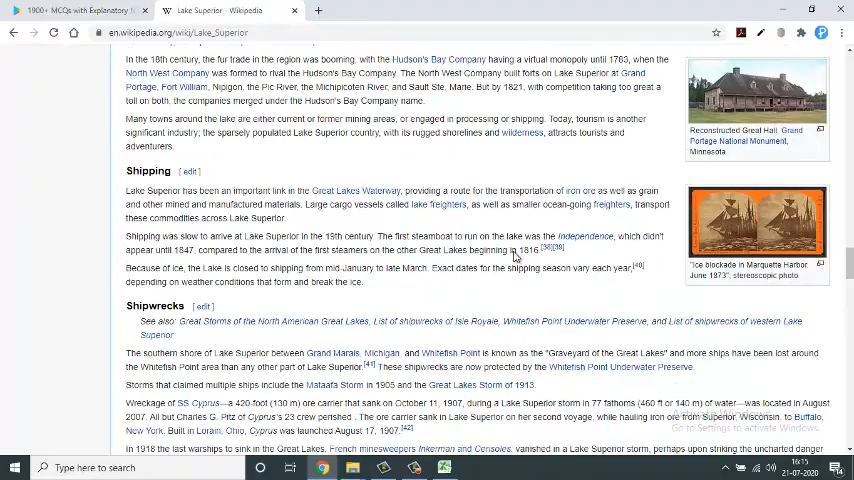 1900+ MCQs with Explanatory N
Lake Superior - Wikipedia
en.wikipedia.org/wiki/Lake_Superior
In the 18th century, the fur trade in the region was booming, with the Hudson's Bay Company having a virtual monopoly until 1783, when the
North West Company was formed to rival the Hudson's Bay Company. The North West Company built forts on Lake Superior at Grand
Portage, Fort William, Nipigon, the Pic River, the Michipicoten River, and Sault Ste. Marie. But by 1821, with competition taking too great a
toll on both, the companies merged under the Hudson's Bay Company name.
Many towns around the lake are either current or former mining areas, or engaged in processing or shipping. Today, tourism is another
significant industry; the sparsely populated Lake Superior country, with its rugged shorelines and wilderness, attracts tourists and
adventurers.
Reconstructed Great Hall, Grand
Portage National Monument,
Minnesota
Shipping [ edit ]
Lake Superior has been an important link in the Great Lakes Waterway, providing a route for the transportation of iron ore as well as grain
and other mined and manufactured materials. Large cargo vessels called lake freighters, as well as smaller ocean-going freighters, transport
these commodities across Lake Superior.
Shipping was slow to arrive at Lake Superior in the 19th century. The first steamboat to run on the lake was the Independence, which didn't
appear until 1847, compared to the arrival of the first steamers on the other Great Lakes beginning in 1816.[38][39]
Because of ice, the Lake is closed to shipping from mid-January to late March. Exact dates for the shipping season vary each year,[40]
depending on weather conditions that form and break the ice.
"Ice blockade in Marquette Harbor.
June 1873", stereoscopic photo
Shipwrecks [ edit ]
See also: Great Storms of the North American Great Lakes, List of shipwrecks of Isle Royale, Whitefish Point Underwater Preserve, and List of shipwrecks of western Lake
Superior
The southern shore of Lake Superior between Grand Marais, Michigan, and Whitefish Point is known as the "Graveyard of the Great Lakes" and more ships have been lost around
the Whitefish Point area than any other part of Lake Superior.[41] These shipwrecks are now protected by the Whitefish Point Underwater Preserve.
Storms that claimed multiple ships include the Mataafa Storm in 1905 and the Great Lakes Storm of 1913.
Wreckage of SS Cyprus—a 420-foot (130 m) ore carrier that sank on October 11, 1907, during a Lake Superior storm in 77 fathoms (460 ft or 140 m) of water—was located in August
2007. All but Charles G. Pitz of Cyprus's 23 crew perished. The ore carrier sank in Lake Superior on her second voyage, while hauling iron ore from Superior, Wisconsin, to Buffalo,
New York. Built in Lorain, Ohio, Cyprus was launched August 17, 1907.[42]
Activate Windows
Go to Settings to activate Windows.
In 1918 the last warships to sink in the Great Lakes, French minesweepers Inkerman and Cerisoles, vanished in a Lake Superior storm, perhaps upon striking the uncharted danger
Type here to search
16:15
21-07-2020
14